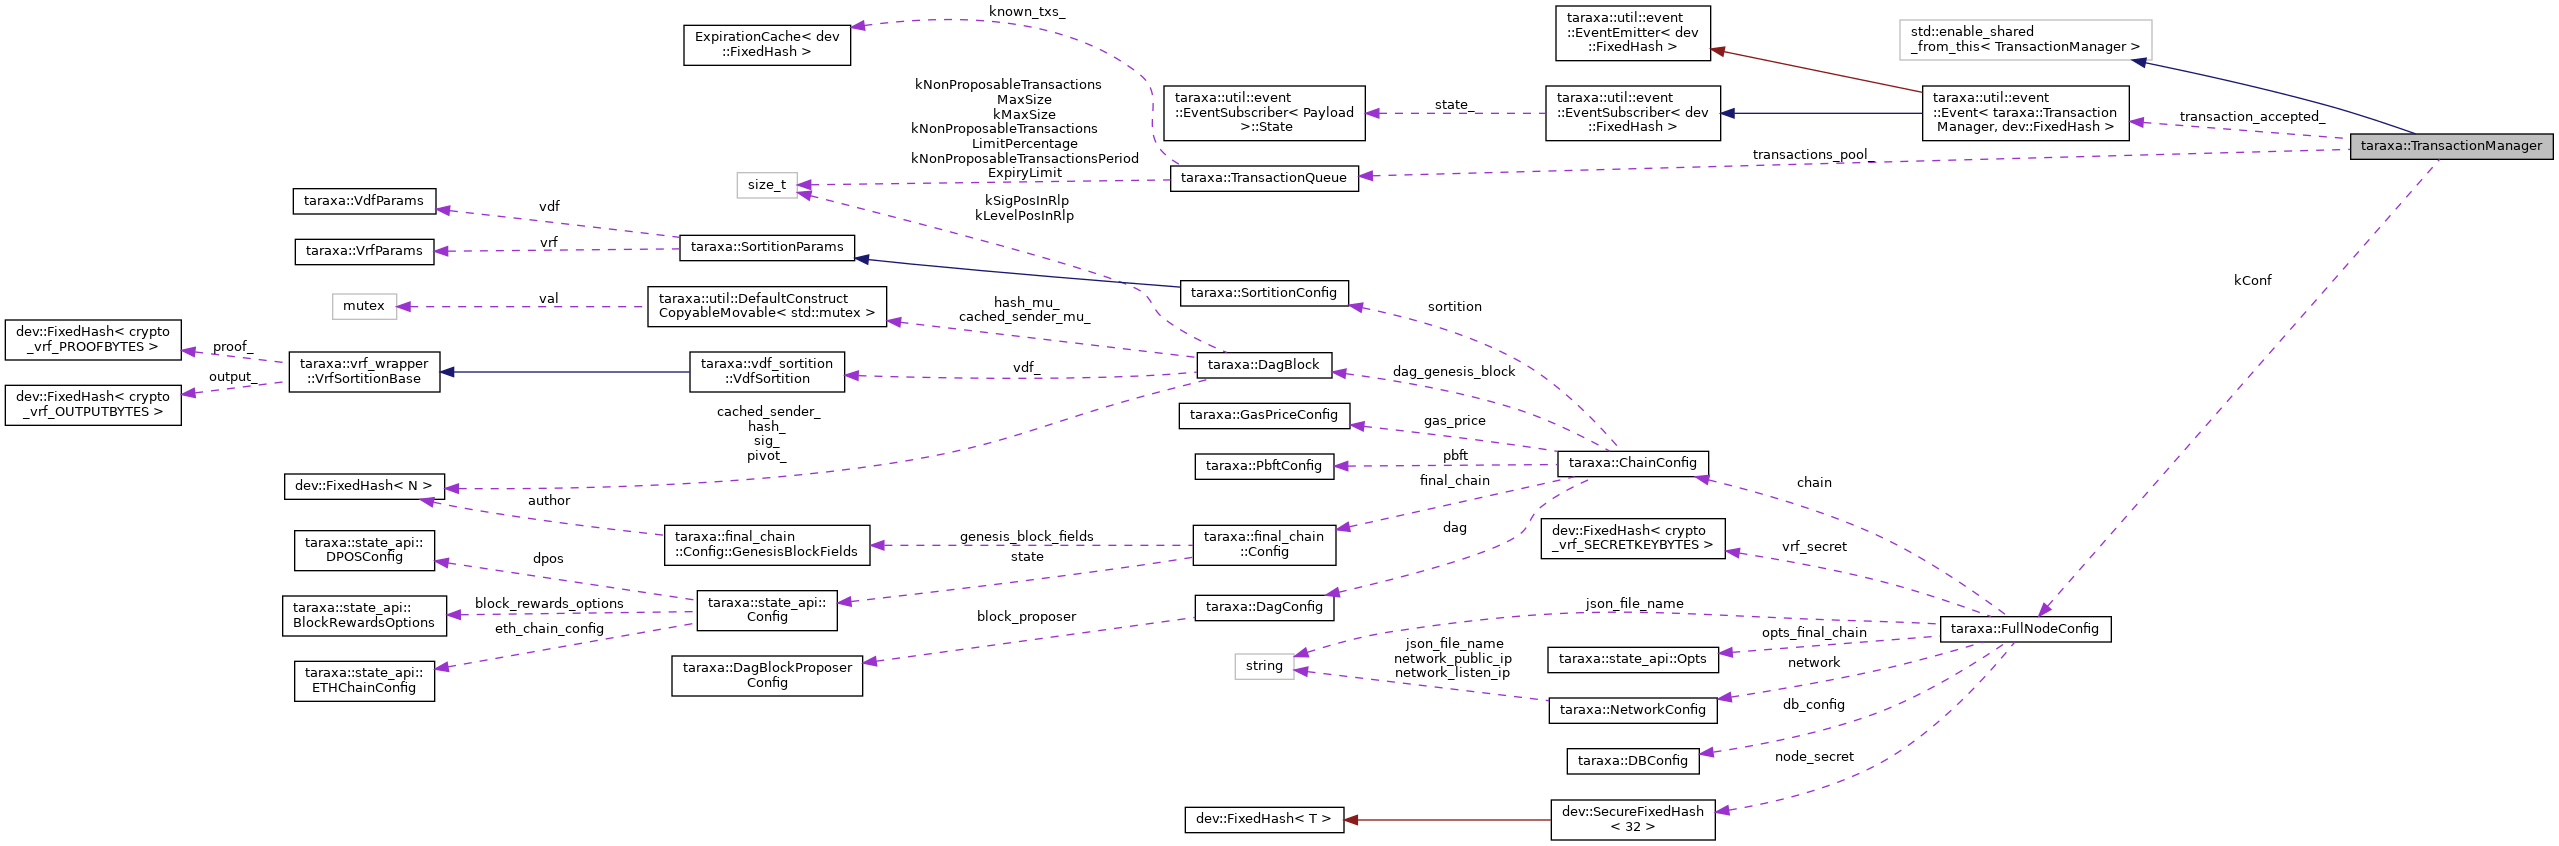 known_txs_
ExpirationCache< dev
::FixedHash >
taraxa::util::event
::EventEmitter< dev
::FixedHash >
std::enable_shared
_from_this< TransactionManager >
kNonProposableTransactions
MaxSize
kMaxSize
kNonProposableTransactions
LimitPercentage
kNonProposableTransactionsPeriod
ExpiryLimit
taraxa::util::event
::EventSubscriber< Payload
>::State
state_
taraxa::util::event
::EventSubscriber< dev
::FixedHash >
taraxa::util::event
::Event< taraxa::Transaction
Manager, dev::FixedHash >
transaction_accepted_
taraxa::TransactionManager
transactions_pool_
size_t
taraxa::TransactionQueue
taraxa::VdfParams
vdf
kSigPosInRlp
kLevelPosInRlp
taraxa::VrfParams
vrf
taraxa::SortitionParams
kConf
mutex
val
taraxa::util::DefaultConstruct
CopyableMovable< std::mutex >
hash_mu_
cached_sender_mu_
taraxa::SortitionConfig
sortition
dev::FixedHash< crypto
_vrf_PROOFBYTES >
proof_
output_
dev::FixedHash< crypto
_vrf_OUTPUTBYTES >
taraxa::vrf_wrapper
::VrfSortitionBase
taraxa::vdf_sortition
::VdfSortition
vdf_
taraxa::DagBlock
dag_genesis_block
cached_sender_
hash_
sig_
pivot_
taraxa::GasPriceConfig
gas_price
taraxa::PbftConfig
pbft
taraxa::ChainConfig
final_chain
chain
dev::FixedHash< N >
author
taraxa::final_chain
::Config::GenesisBlockFields
genesis_block_fields
state
taraxa::final_chain
::Config
dag
dev::FixedHash< crypto
_vrf_SECRETKEYBYTES >
vrf_secret
taraxa::state_api::
DPOSConfig
dpos
taraxa::state_api::
BlockRewardsOptions
block_rewards_options
eth_chain_config
taraxa::state_api::
Config
block_proposer
taraxa::DagConfig
json_file_name
taraxa::FullNodeConfig
taraxa::state_api::
ETHChainConfig
taraxa::DagBlockProposer
Config
string
json_file_name
network_public_ip
network_listen_ip
opts_final_chain
taraxa::state_api::Opts
network
taraxa::NetworkConfig
db_config
taraxa::DBConfig
node_secret
dev::FixedHash< T >
dev::SecureFixedHash
< 32 >